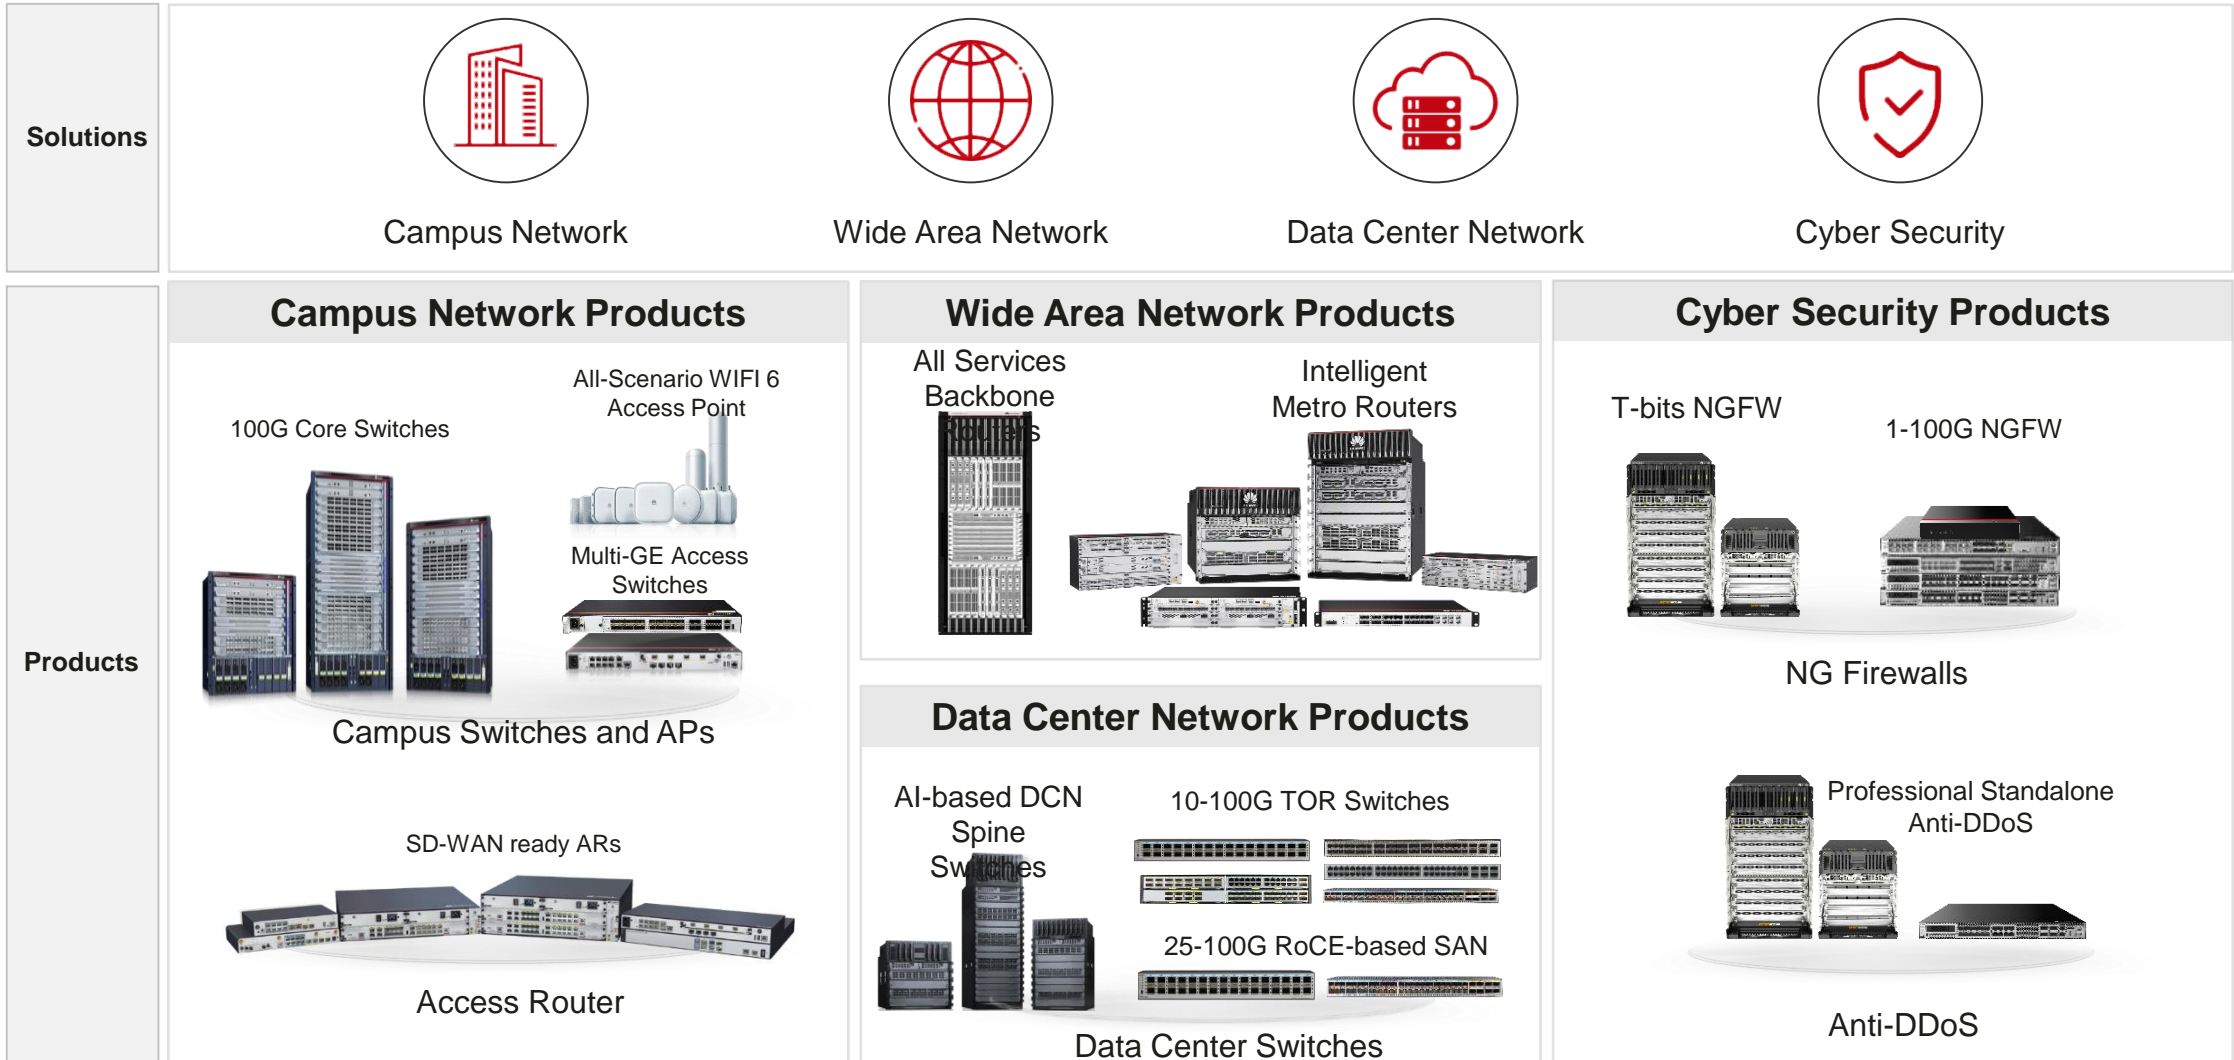 Solutions
Campus Network
Wide Area Network
Data Center Network
Cyber Security
Products
Campus Network Products
100G Core Switches
All-Scenario WIFI 6
Access Point
Multi-GE Access
Switches
Campus Switches and APs
SD-WAN ready ARs
Access Router
Wide Area Network Products
All Services
Backbone
Routers
Intelligent
Metro Routers
Data Center Network Products
AI-based DCN
Spine
Switches
10-100G TOR Switches
25-100G RoCE-based SAN
Data Center Switches
Cyber Security Products
T-bits NGFW
1-100G NGFW
NG Firewalls
Professional Standalone
Anti-DDoS
Anti-DDoS